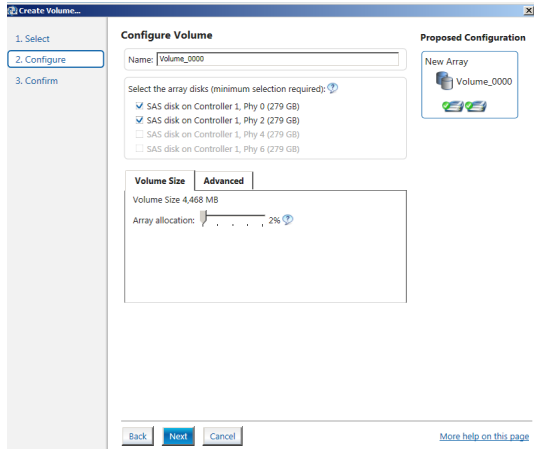 Create Volume...
1. Select
2. Configure
3. Confirm
Configure Volume
Name: Volume_0000
Select the array disks (minimum selection required):
SAS disk on Controller 1, Phy 0 (279 GB)
SAS disk on Controller 1, Phy 2 (279 GB)
SAS disk on Controller 1, Phy 4 (279 GB)
SAS disk on Controller 1, Phy 6 (279 GB)
Volume Size Advanced
Volume Size 4,468 MB
Array allocation: 2%
Proposed Configuration
New Array
Volume_0000
Back Next Cancel
More help on this page